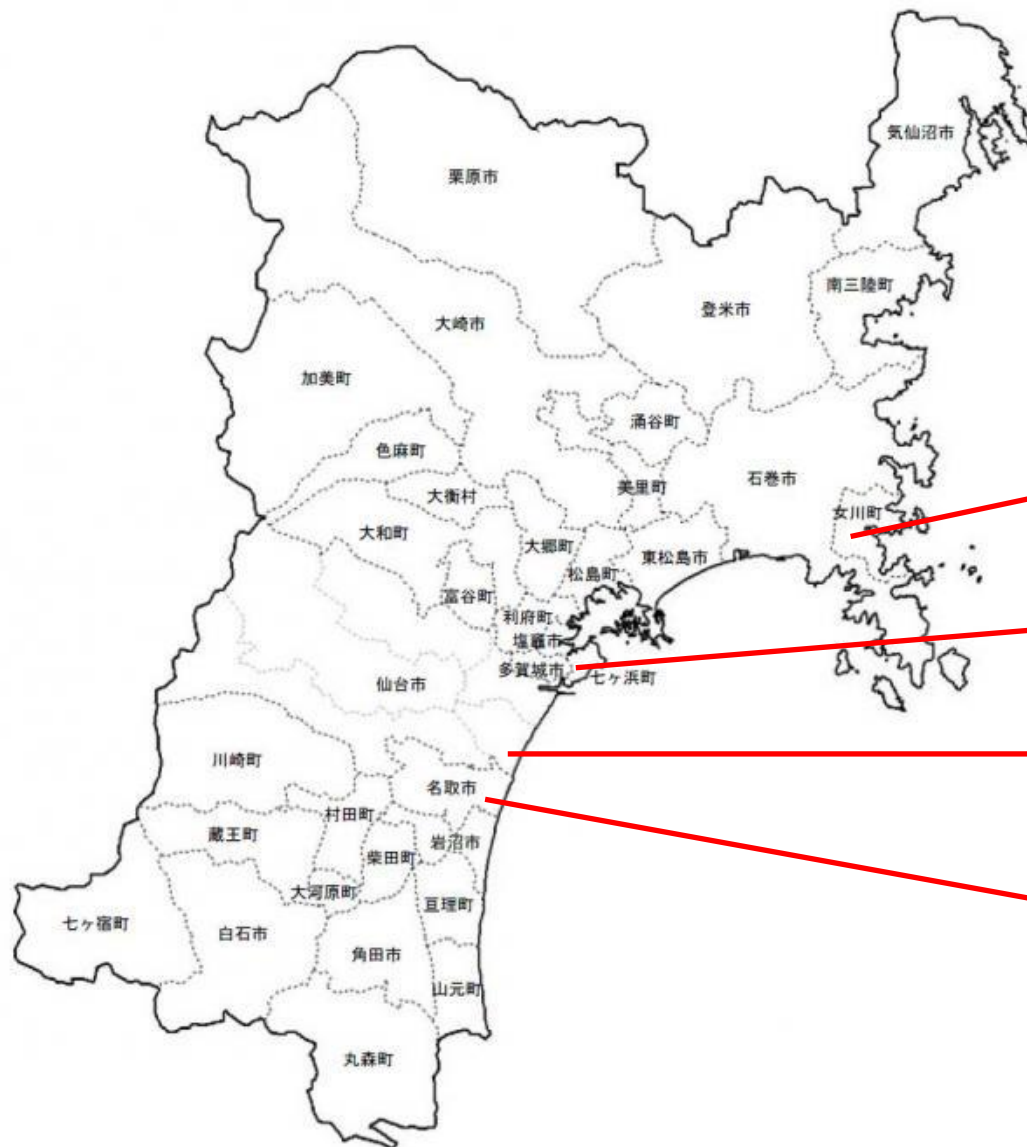 気仙沼市
栗原市
南三陸町
登米市
大崎市
加美町
涌谷町
色麻町
石巻市
美里町
大衡村
女川町
大和町
大郷町
東松島市
松島町
富谷町
利府町
塩竈市
多賀城市
七ヶ浜町
仙台市
川崎町
名取市
村田町
蔵王町
岩沼市
柴田町
大河原町
亘理町
七ヶ宿町
白石市
角田市
山元町
丸森町